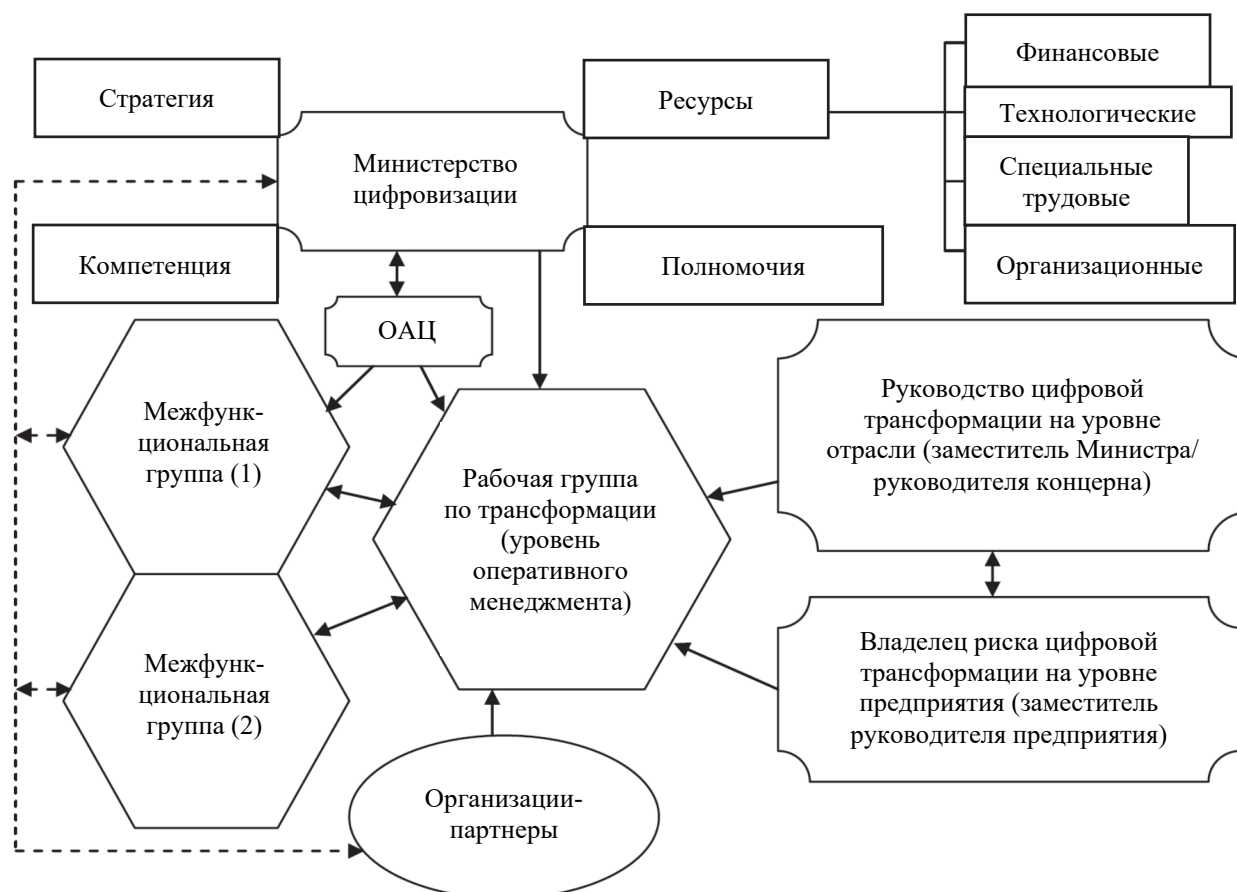 Стратегия
Министерство
цифровизации
Ресурсы
Финансовые
Технологические
Специальные
трудовые
Организационные
Компетенция
Полномочия
ОАЦ
Межфунк-
циональная
группа (1)
Рабочая группа
по трансформации
(уровень
оперативного
менеджмента)
Руководство цифровой
трансформации на уровне
отрасли (заместитель Министра/
руководителя концерна)
Межфунк-
циональная
группа (2)
Владелец риска цифровой
трансформации на уровне
предприятия (заместитель
руководителя предприятия)
Организации-
партнеры